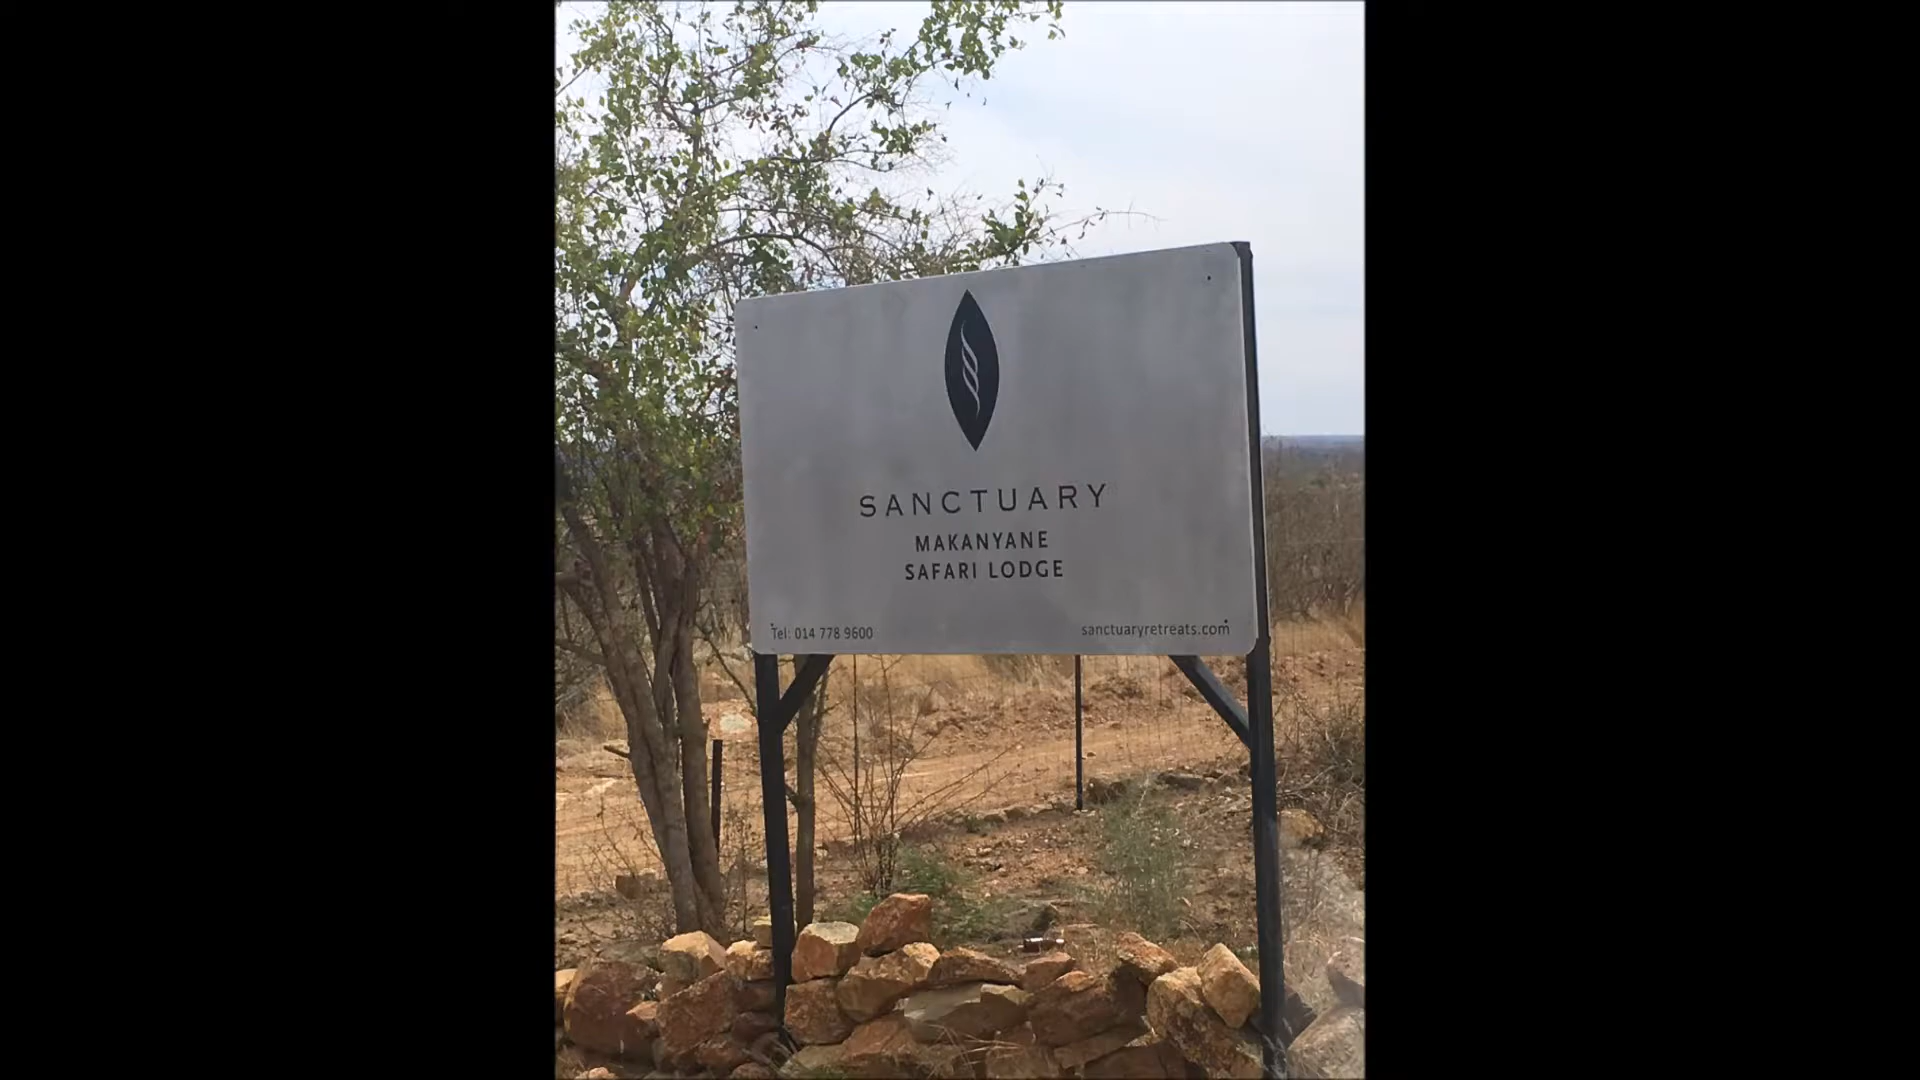 SANCTUARY
MAKANYANE
SAFARI LODGE
Tel: 014 778 9600
sanctuaryretreats.com